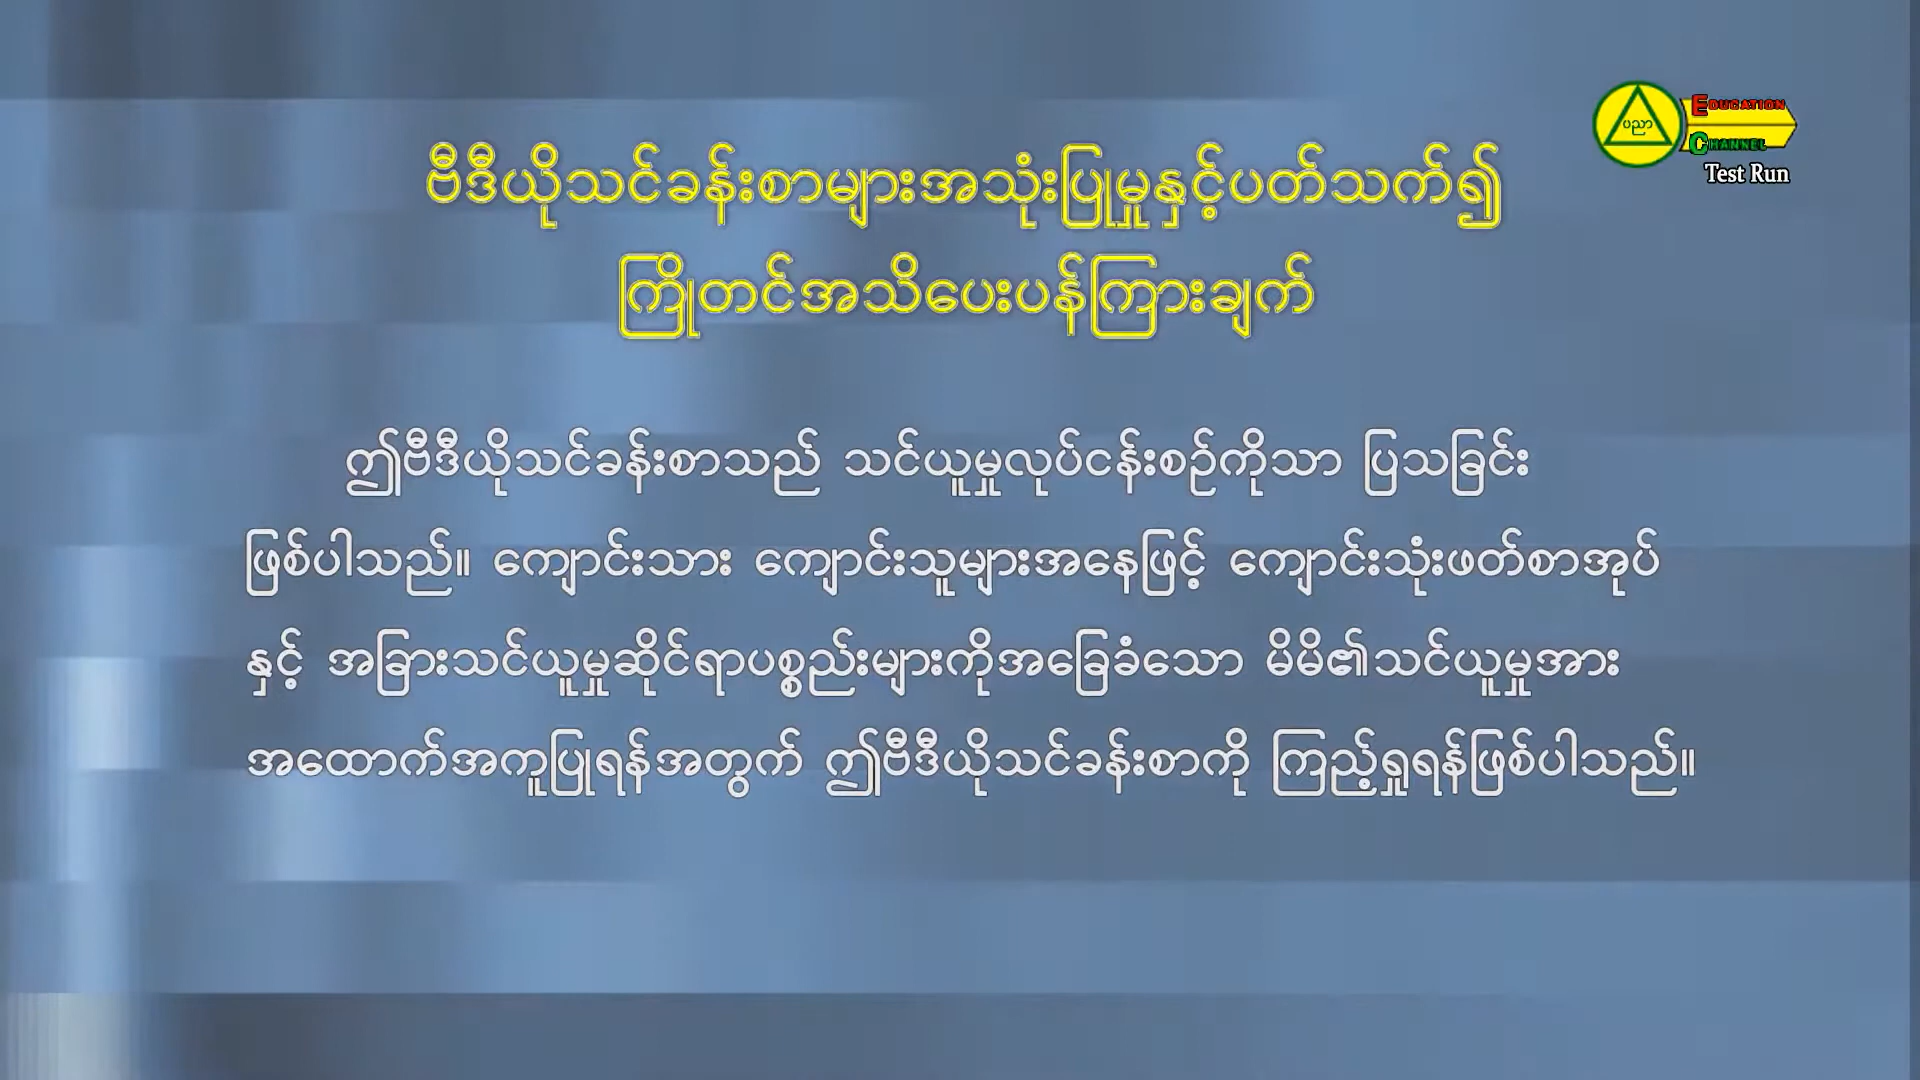 ပညာ
EDUCATION
CHANNEL
Test Run
ဗီဒီယိုသင်ခန်းစာများအသုံးပြုမှုနှင့်ပတ်သက်၍
ကြိုတင်အသိပေးပန်ကြားချက်
ဤဗီဒီယိုသင်ခန်းစာသည် သင်ယူမှုလုပ်ငန်းစဉ်ကိုသာ ပြသခြင်း
ဖြစ်ပါသည်။ ကျောင်းသား ကျောင်းသူများအနေဖြင့် ကျောင်းသုံးဖတ်စာအုပ်
နှင့် အခြားသင်ယူမှုဆိုင်ရာပစ္စည်းများကိုအခြေခံသော မိမိ၏သင်ယူမှုအား
အထောက်အကူပြုရန်အတွက် ဤဗီဒီယိုသင်ခန်းစာကို ကြည့်ရှုရန်ဖြစ်ပါသည်။